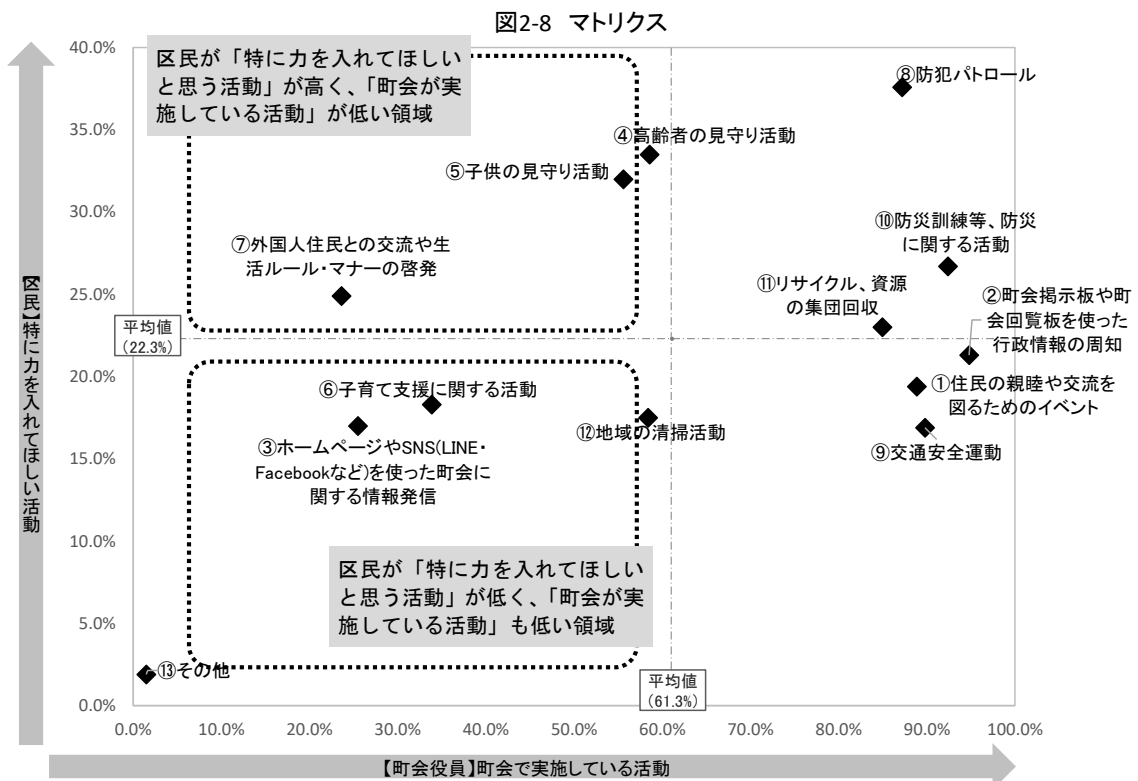 図2-8 マトリクス
40.0%
35.0%
30.0%
25.0%
20.0%
15.0%
10.0%
5.0%
0.0%
【区民】特に力を入れてほしい活動
区民が「特に力を入れてほしい
と思う活動」が高く、「町会が実
施している活動」が低い領域
⑧防犯パトロール
④高齢者の見守り活動
⑤子供の見守り活動
⑦外国人住民との交流や生
活ルール・マナーの啓発
⑩防災訓練等、防災
に関する活動
⑪リサイクル、資源
の集団回収
②町会掲示板や町
会回覧板を使った
行政情報の周知
平均値
(22.3%)
⑥子育て支援に関する活動
①住民の親睦や交流を
図るためのイベント
③ホームページやSNS(LINE・
Facebookなど)を使った町会に
関する情報発信
⑫地域の清掃活動
⑨交通安全運動
区民が「特に力を入れてほしい
と思う活動」が低く、「町会が実
施している活動」も低い領域
⑬その他
平均値
(61.3%)
0.0%
10.0%
20.0%
30.0%
40.0%
50.0%
60.0%
70.0%
80.0%
90.0%
100.0%
【町会役員】町会で実施している活動